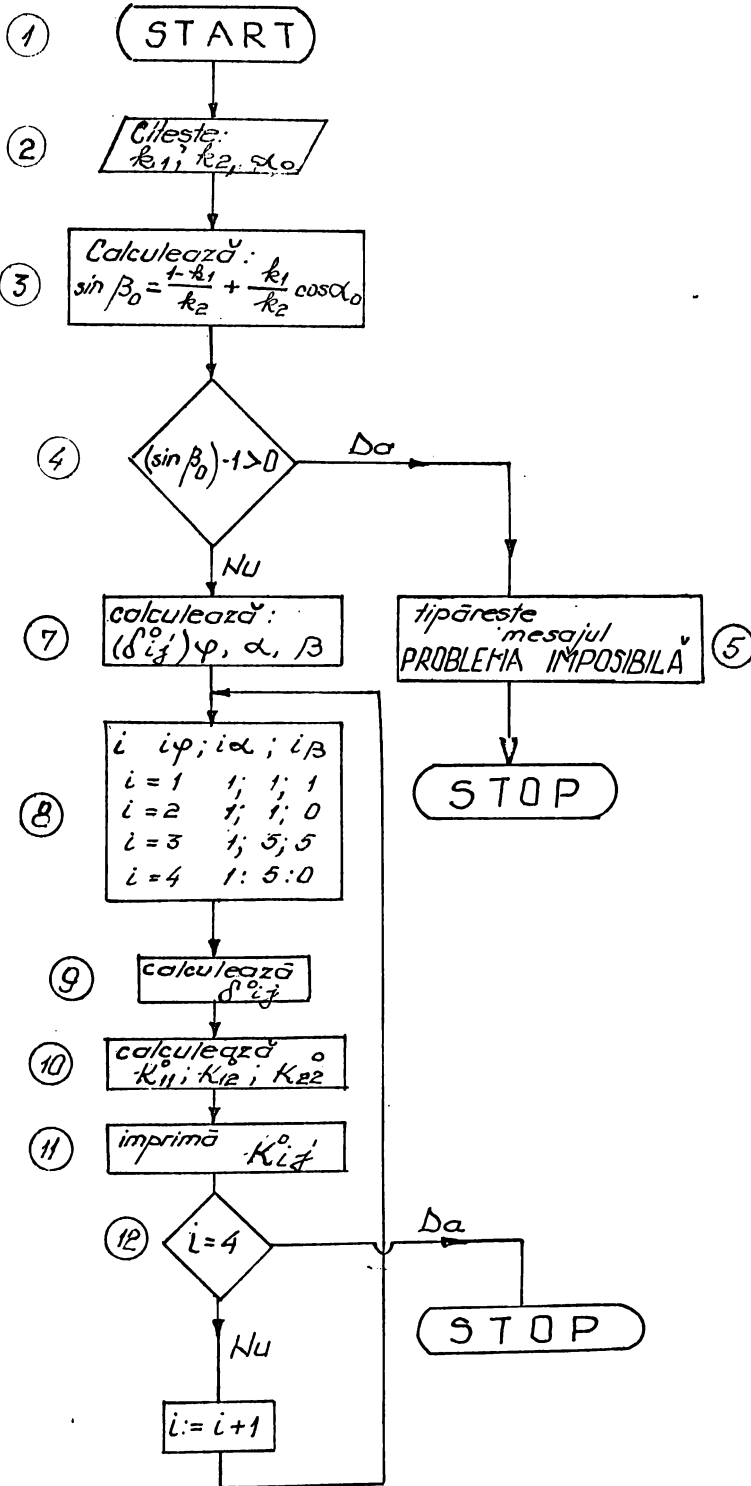 1
START
2
Citește:
k1; k2, α0
3
Calculează:
sin β0 = (1-k1)/k2 + k1/k2 cosα0
4
(sin β0)-1>0
Da
Nu
7
calculează:
(δ°ij)φ, α, β
tipărește
mesajul
PROBLEMA IMPOSIBILĂ
5
8
i iφ; iα; iβ
i=1 1; 1; 1
i=2 1; 1; 0
i=3 1; 5; 5
i=4 1: 5:0
STOP
9
calculează
δ°ij
10
calculează
K°11; K°12; K°22
11
imprimă K°ij
12
i=4
Da
STOP
Nu
i:= i+1